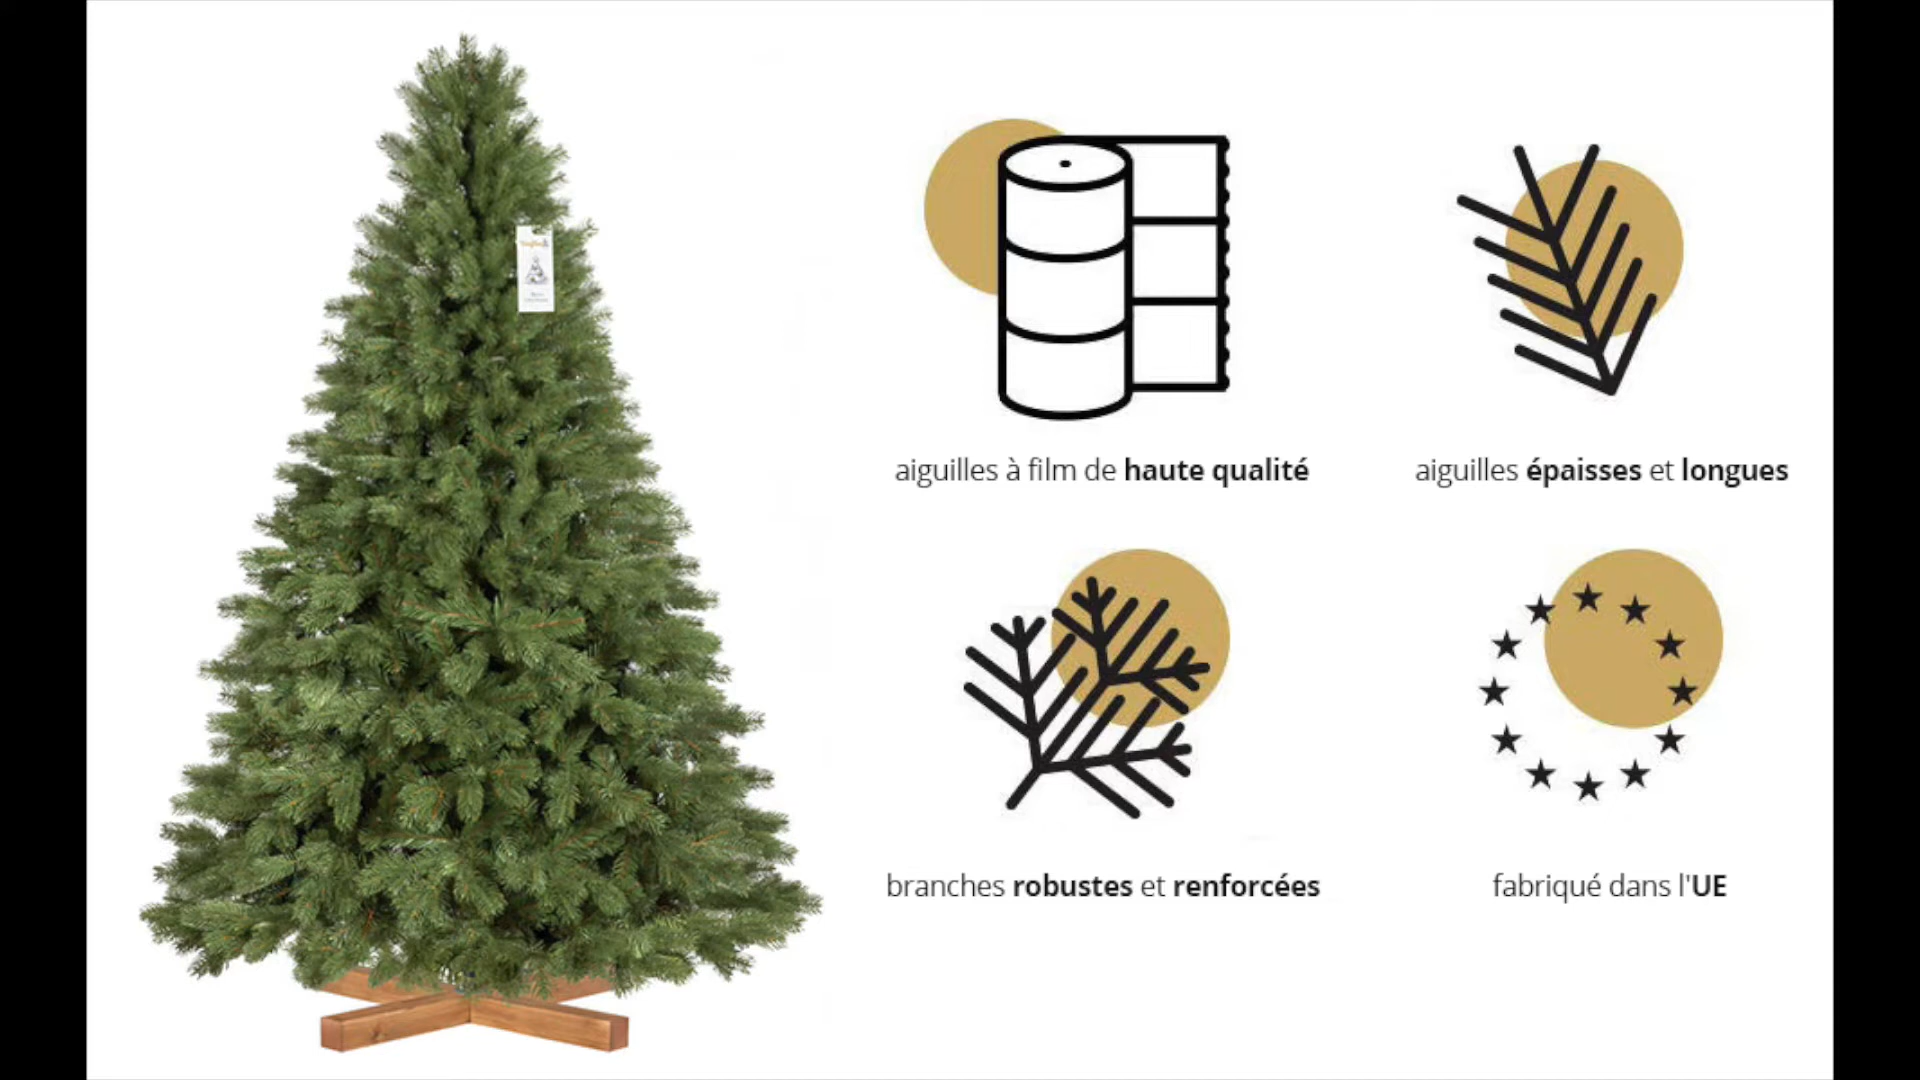 aiguilles à film de haute qualité
aiguilles épaisses et longues
branches robustes et renforcées
fabriqué dans l'UE